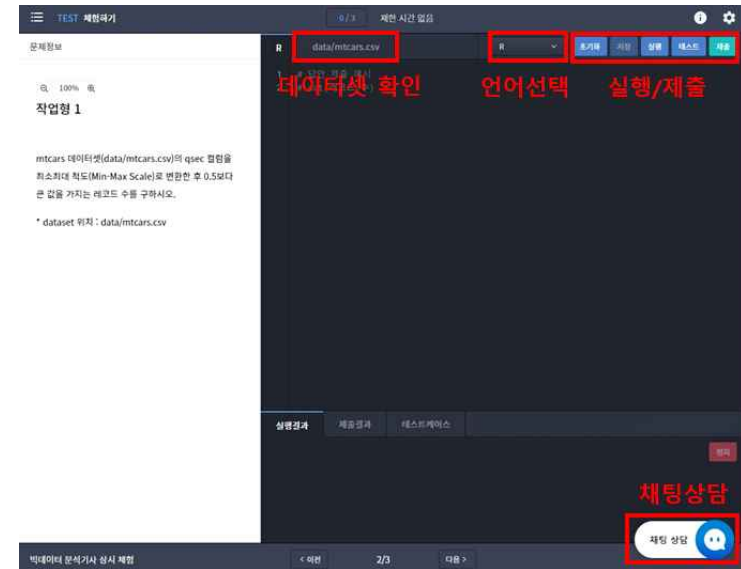 TEST 체험하기
0/3 제한 시간 없음
문제정보
R data/mtcars.csv
R
초기화 저장 실행 테스트 제출
데이터셋 확인
언어선택
실행/제출
1
2
100%
작업형 1
mtcars 데이터셋(data/mtcars.csv)의 qsec 컬럼을
최소최대 척도(Min-Max Scale)로 변환한 후 0.5보다
큰 값을 가지는 레코드 수를 구하시오.
* dataset 위치 : data/mtcars.csv
실행결과 제출결과 테스트케이스
채팅상담
채팅 상담
빅데이터 분석기사 상시 체험
< 이전 2/3 다음 >